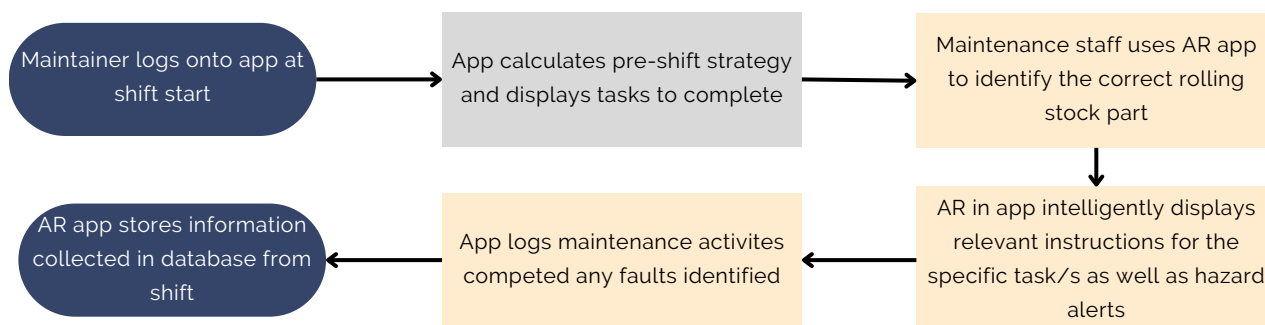 Maintainer logs onto app at
shift start
App calculates pre-shift strategy
and displays tasks to complete
Maintenance staff uses AR app
to identify the correct rolling
stock part
AR in app intelligently displays
relevant instructions for the
specific task/s as well as hazard
alerts
App logs maintenance activites
competed any faults identified
AR app stores information
collected in database from
shift